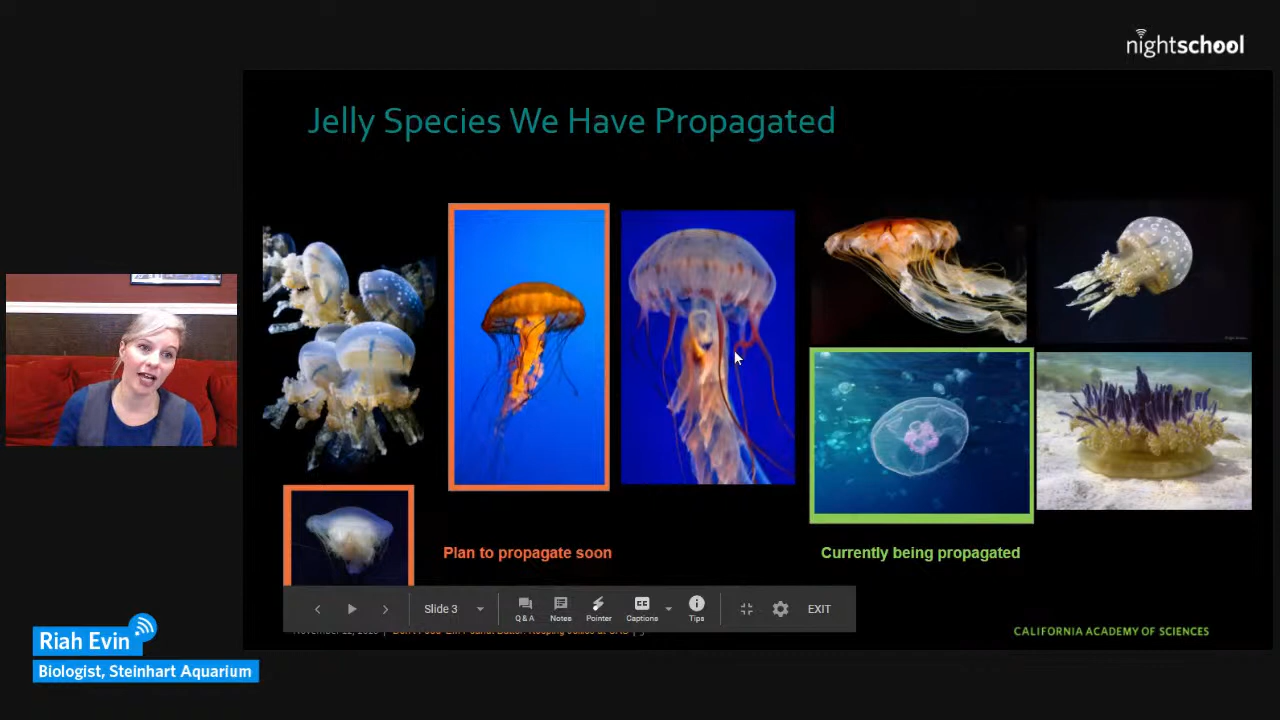 nightschool
Jelly Species We Have Propagated
Plan to propagate soon
Currently being propagated
Slide 3
Q & A
Notes
Pointer
CC
Captions
Tips
EXIT
CALIFORNIA ACADEMY OF SCIENCES
Riah Evin
Biologist, Steinhart Aquarium